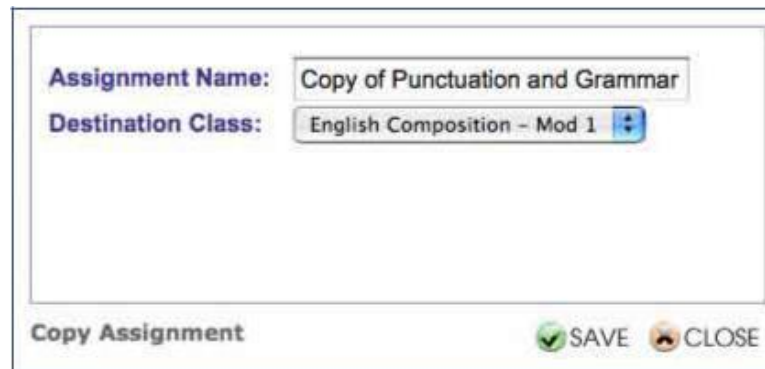 Assignment Name: Copy of Punctuation and Grammar
Destination Class: English Composition – Mod 1
Copy Assignment SAVE CLOSE